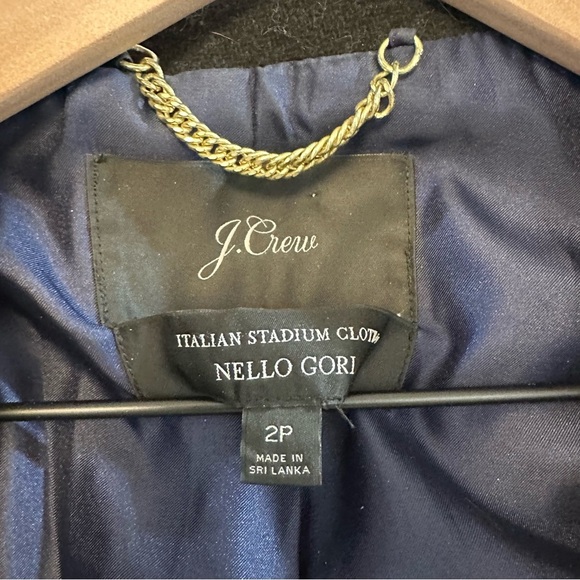 J.Crew
ITALIAN STADIUM CLOTH
NELLO GORI
2P
MADE IN
SRI LANKA